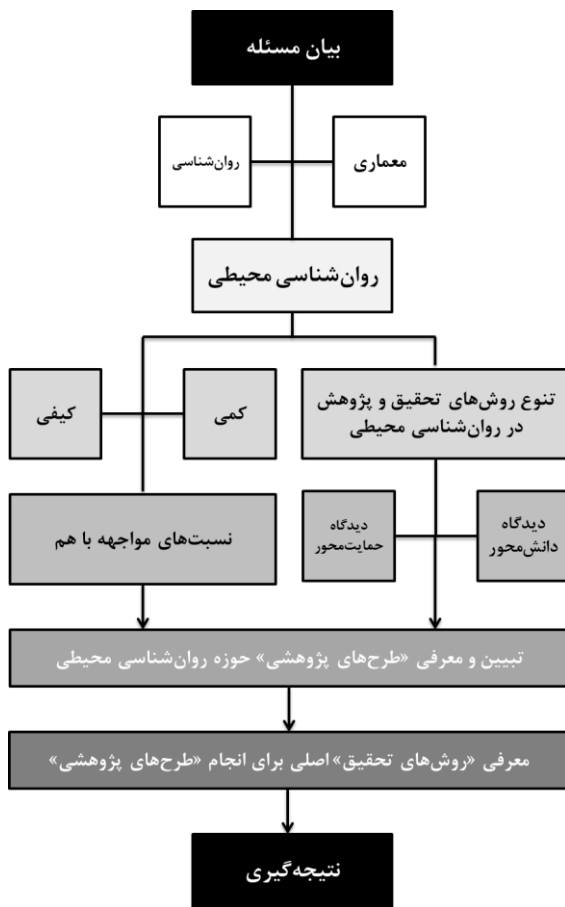 بیان مسئله
معماری
روان‌شناسی
روان‌شناسی محیطی
تنوع روش‌های تحقیق و پژوهش
در روان‌شناسی محیطی
کمی
کیفی
دیدگاه
دانش‌محور
دیدگاه
حمایت‌محور
نسبت‌های مواجهه با هم
تبیین و معرفی «طرح‌های پژوهشی» حوزه روان‌شناسی محیطی
معرفی «روش‌های تحقیق» اصلی برای انجام «طرح‌های پژوهشی»
نتیجه‌گیری